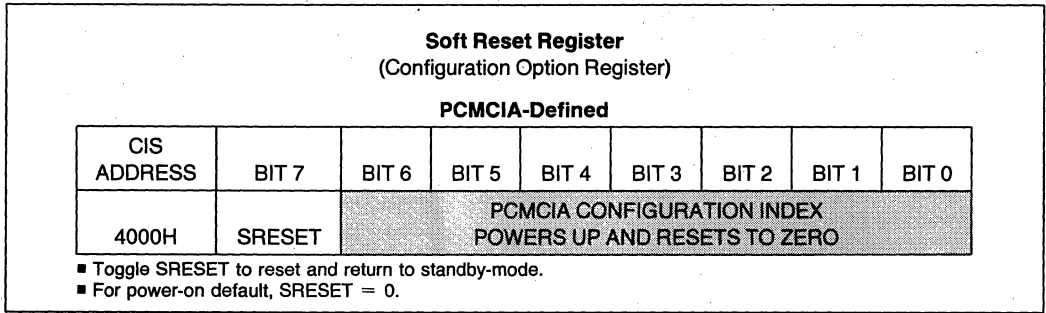 Soft Reset Register
(Configuration Option Register)
PCMCIA-Defined
CIS
ADDRESS BIT 7 BIT 6 BIT 5 BIT 4 BIT 3 BIT 2 BIT 1 BIT 0
PCMCIA CONFIGURATION INDEX
4000H SRESET POWERS UP AND RESETS TO ZERO
■ Toggle SRESET to reset and return to standby-mode.
■ For power-on default, SRESET = 0.